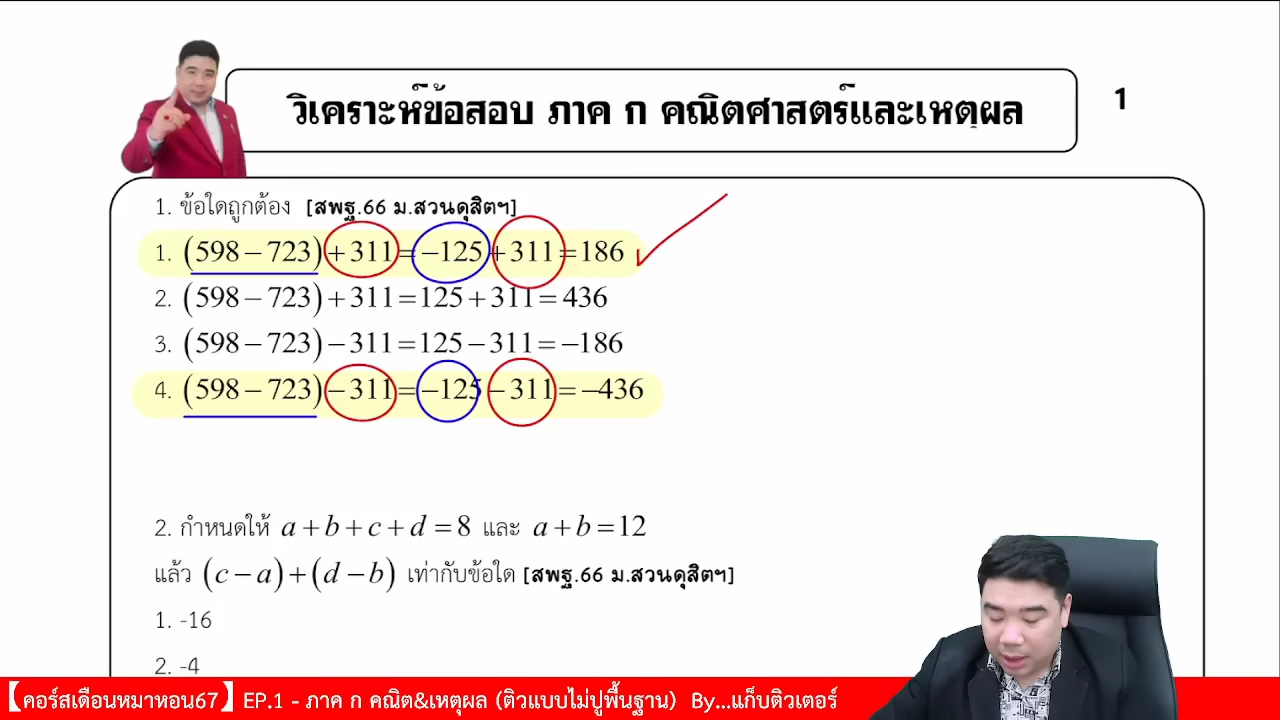 วิเคราะห์ข้อสอบ ภาค ก คณิตศาสตร์และเหตุผล
1
1. ข้อใดถูกต้อง [สพฐ.66 ม.สวนดุสิตฯ]
1. (598−723)+311=−125+311=186
2. (598−723)+311=125+311=436
3. (598−723)−311=125−311=−186
4. (598−723)−311=−125−311=−436
2. กำหนดให้ a+b+c+d=8 และ a+b=12
แล้ว (c−a)+(d−b) เท่ากับข้อใด [สพฐ.66 ม.สวนดุสิตฯ]
1. -16
2. -4
【คอร์สเดือนหมาหอน67】 EP.1 - ภาค ก คณิต&เหตุผล (ติวแบบไม่ปูพื้นฐาน) By...แก็บติวเตอร์